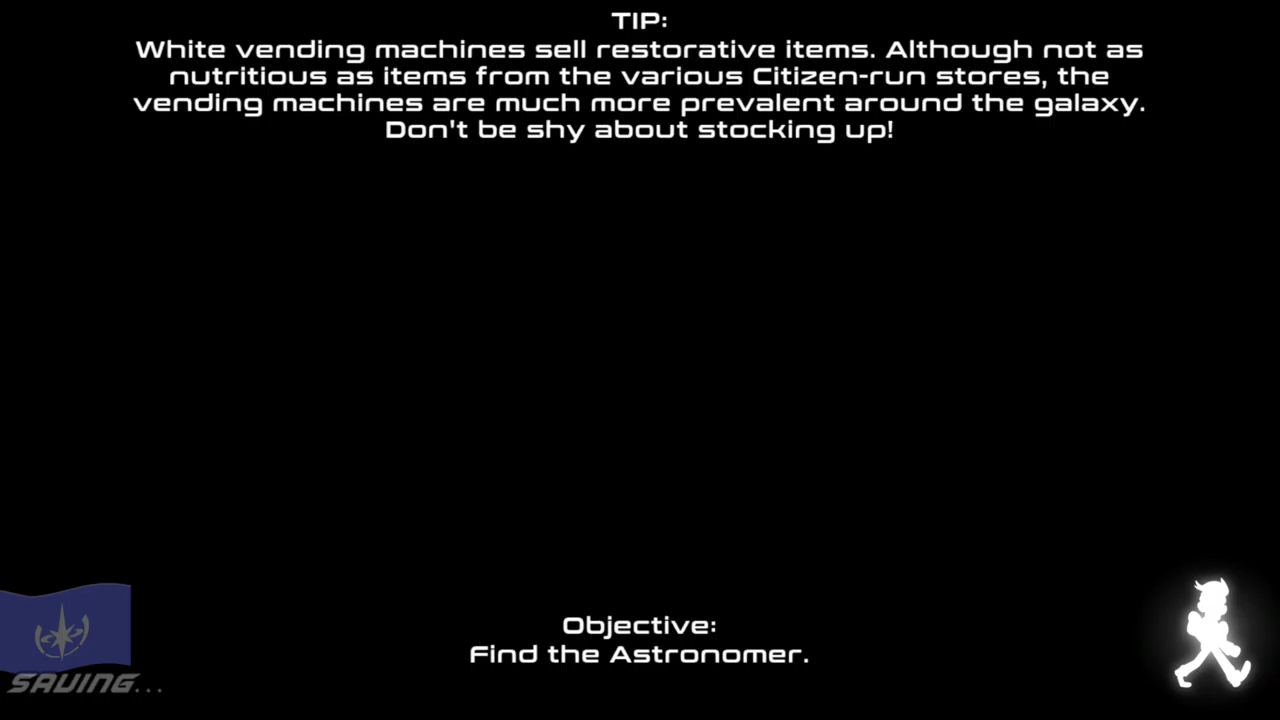 TIP:
White vending machines sell restorative items. Although not as
nutritious as items from the various Citizen-run stores, the
vending machines are much more prevalent around the galaxy.
Don't be shy about stocking up!
Objective:
Find the Astronomer.
SAVING...